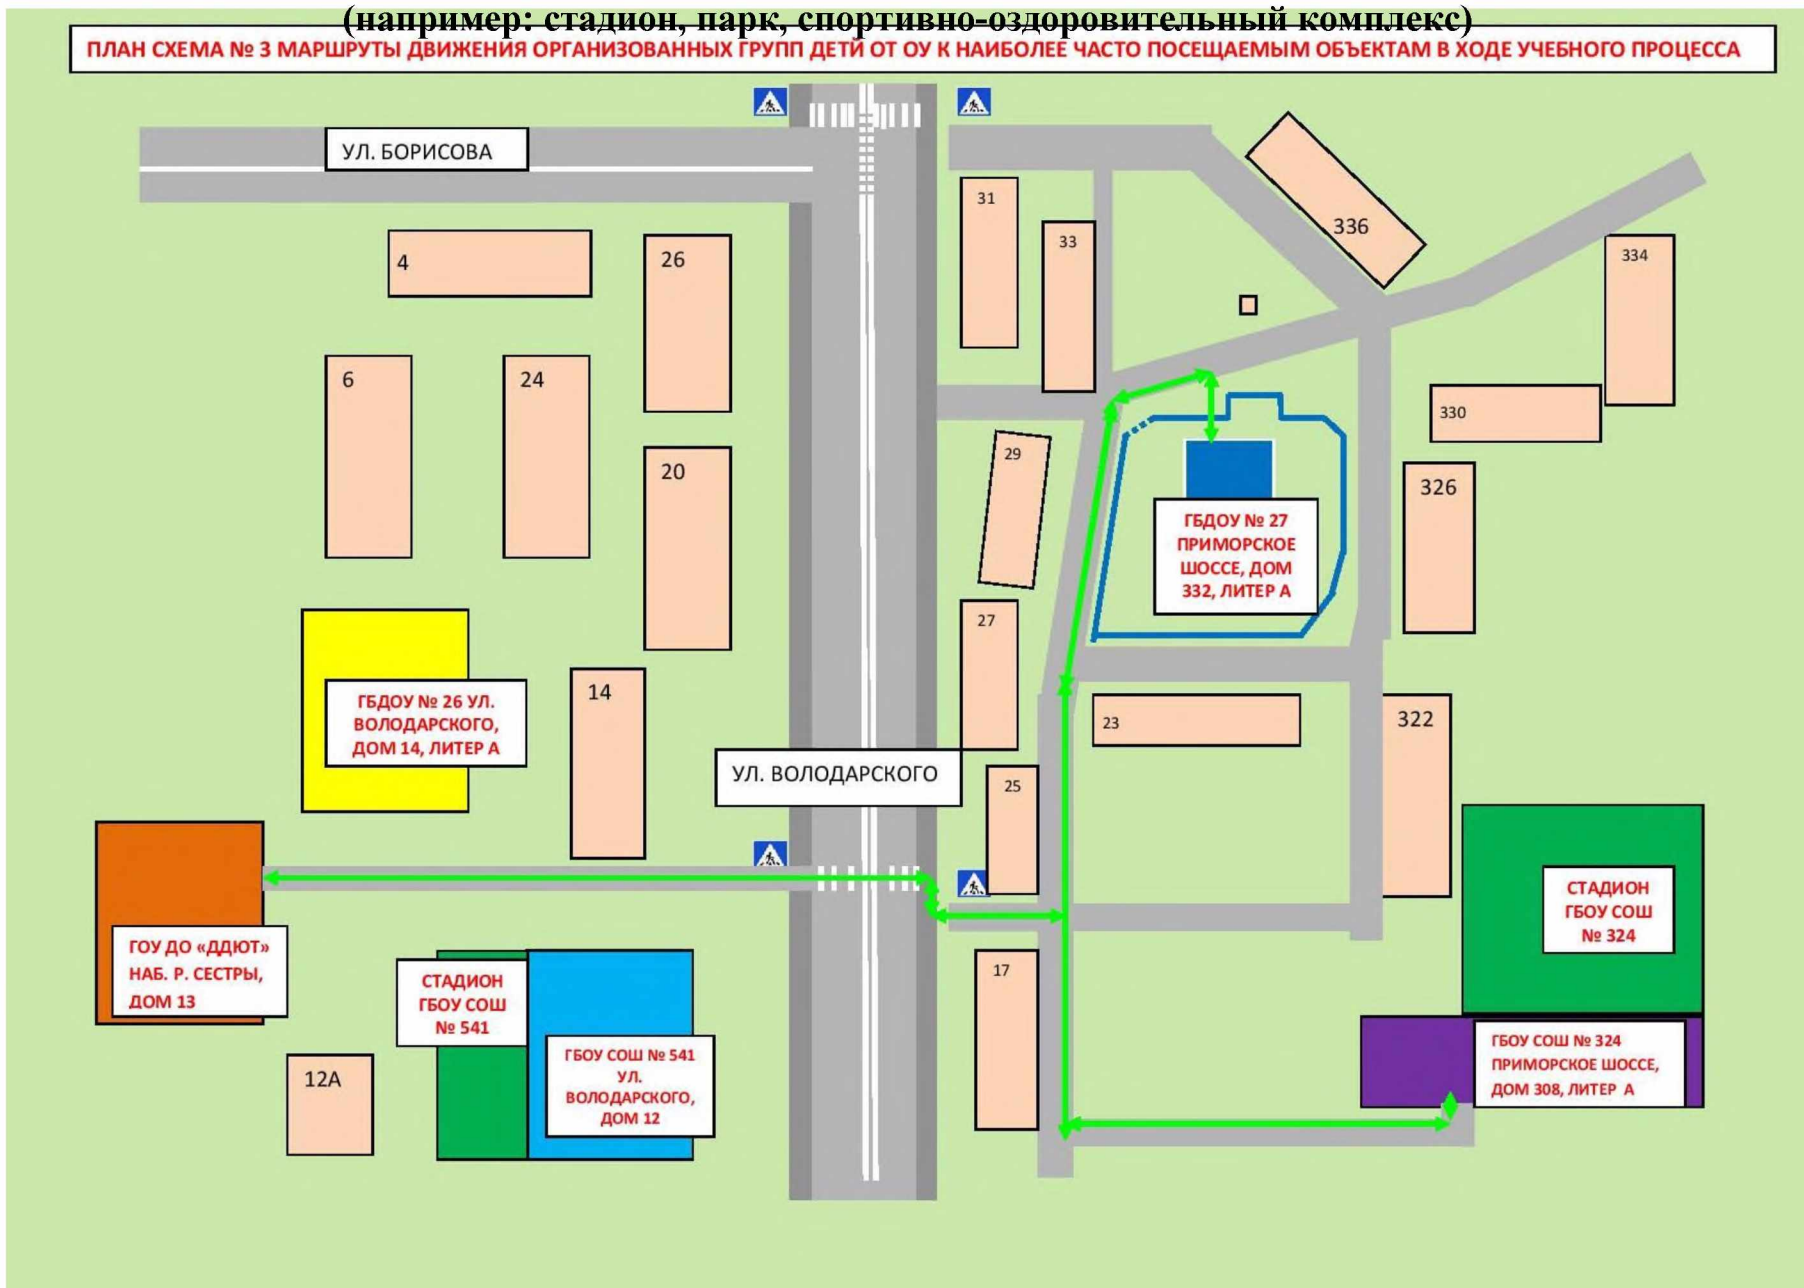 (например: стадион, парк, спортивно-оздоровительный комплекс)
ПЛАН СХЕМА № 3 МАРШРУТЫ ДВИЖЕНИЯ ОРГАНИЗОВАННЫХ ГРУПП ДЕТЙ ОТ ОУ К НАИБОЛЕЕ ЧАСТО ПОСЕЩАЕМЫМ ОБЪЕКТАМ В ХОДЕ УЧЕБНОГО ПРОЦЕССА
УЛ. БОРИСОВА
31
33
336
334
4
26
6
24
330
29
20
326
ГБДОУ № 27
ПРИМОРСКОЕ
ШОССЕ, ДОМ
332, ЛИТЕР А
27
ГБДОУ № 26 УЛ.
ВОЛОДАРСКОГО,
ДОМ 14, ЛИТЕР А
14
23
322
УЛ. ВОЛОДАРСКОГО
25
СТАДИОН
ГБОУ СОШ
№ 324
ГОУ ДО «ДДЮТ»
НАБ. Р. СЕСТРЫ,
ДОМ 13
СТАДИОН
ГБОУ СОШ
№ 541
17
ГБОУ СОШ № 541
УЛ.
ВОЛОДАРСКОГО,
ДОМ 12
ГБОУ СОШ № 324
ПРИМОРСКОЕ ШОССЕ,
ДОМ 308, ЛИТЕР А
12А